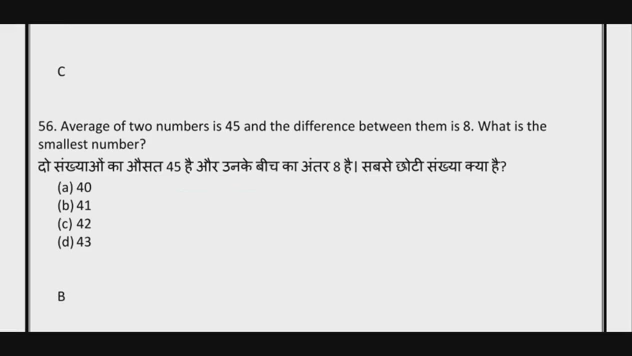 C
56. Average of two numbers is 45 and the difference between them is 8. What is the
smallest number?
दो संख्याओं का औसत 45 है और उनके बीच का अंतर 8 है। सबसे छोटी संख्या क्या है?
(a) 40
(b) 41
(c) 42
(d) 43
B